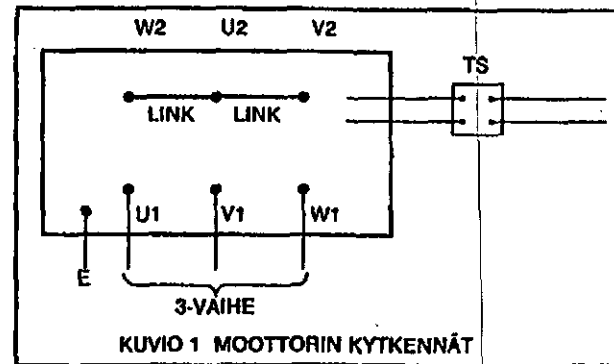 W2 U2 V2
TS
LINK LINK
U1 V1 W1
E
3-VAIHE
KUVIO 1 MOOTTORIN KYTKENNÄT